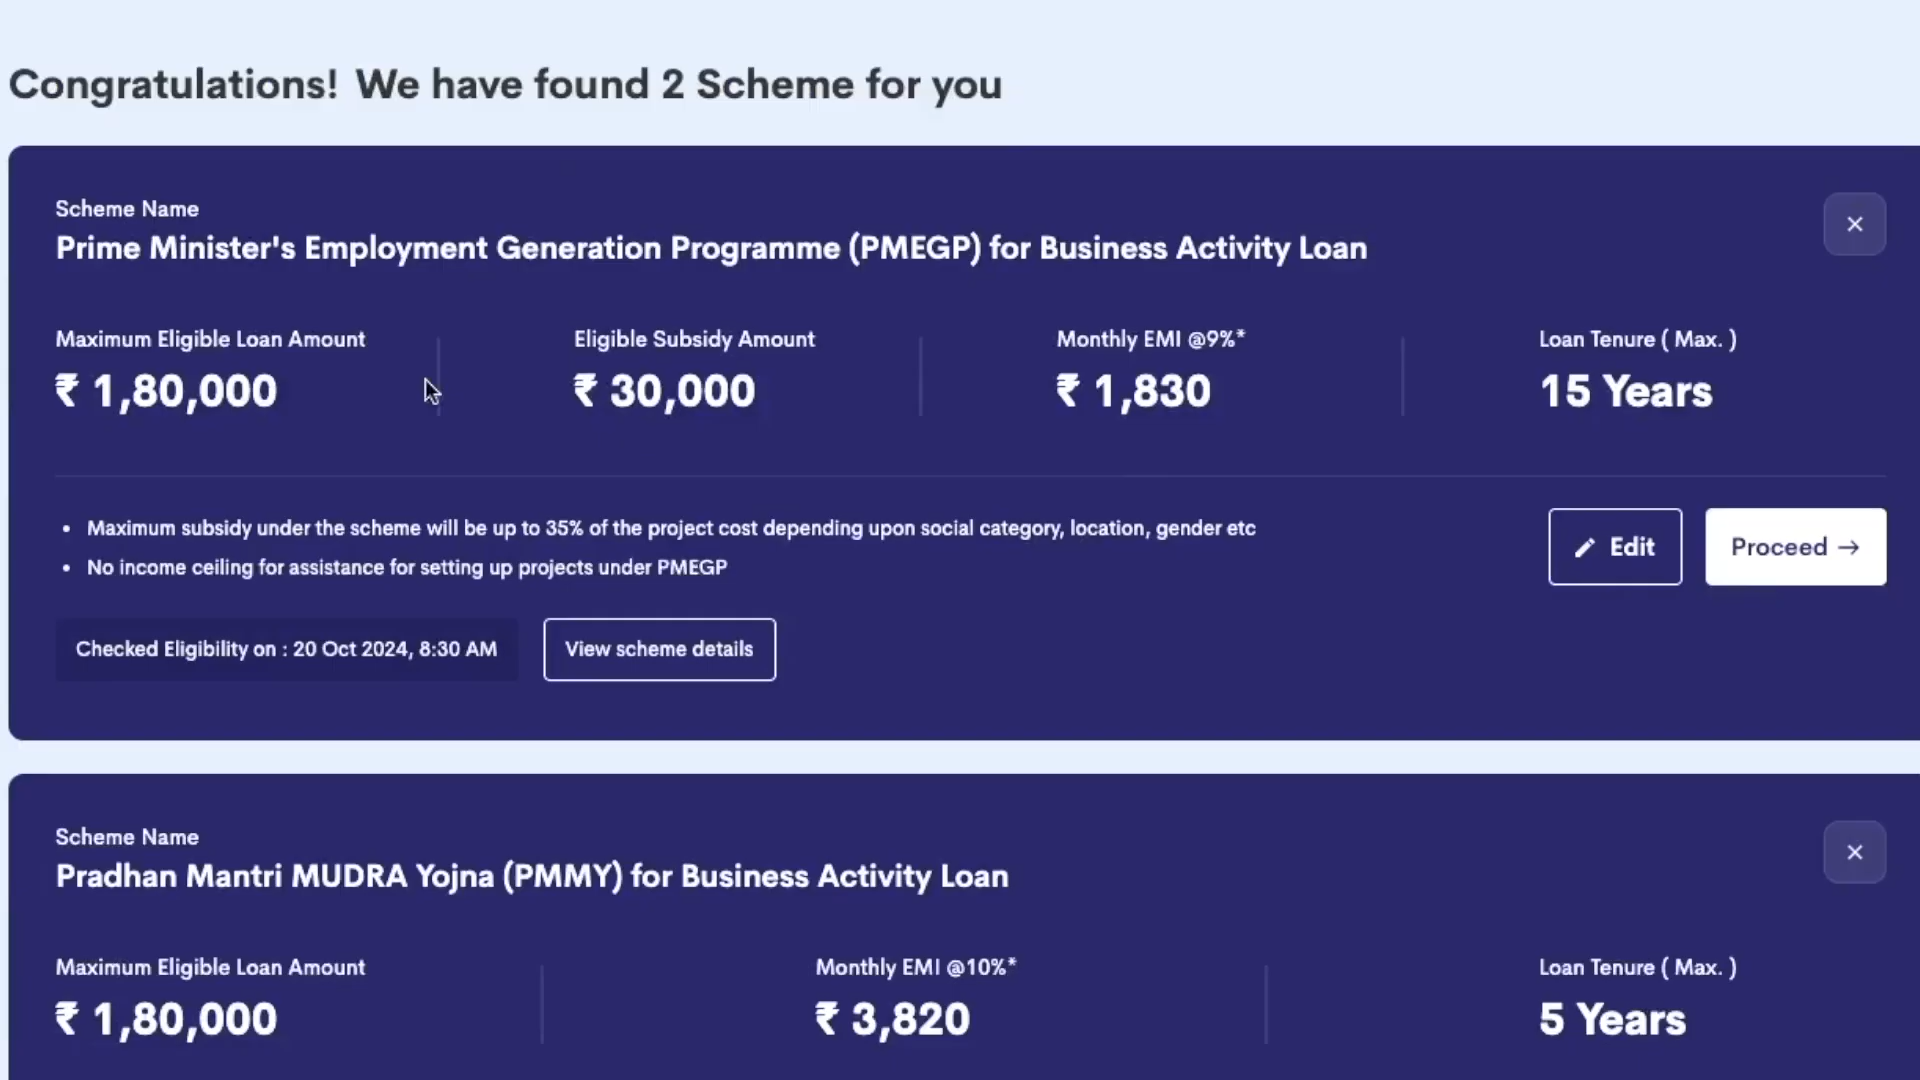 Congratulations! We have found 2 Scheme for you
Scheme Name
Prime Minister's Employment Generation Programme (PMEGP) for Business Activity Loan
Maximum Eligible Loan Amount
₹ 1,80,000
Eligible Subsidy Amount
₹ 30,000
Monthly EMI @9%*
₹ 1,830
Loan Tenure ( Max. )
15 Years
• Maximum subsidy under the scheme will be up to 35% of the project cost depending upon social category, location, gender etc
• No income ceiling for assistance for setting up projects under PMEGP
Edit
Proceed →
Checked Eligibility on : 20 Oct 2024, 8:30 AM
View scheme details
Scheme Name
Pradhan Mantri MUDRA Yojna (PMMY) for Business Activity Loan
Maximum Eligible Loan Amount
₹ 1,80,000
Monthly EMI @10%*
₹ 3,820
Loan Tenure ( Max. )
5 Years